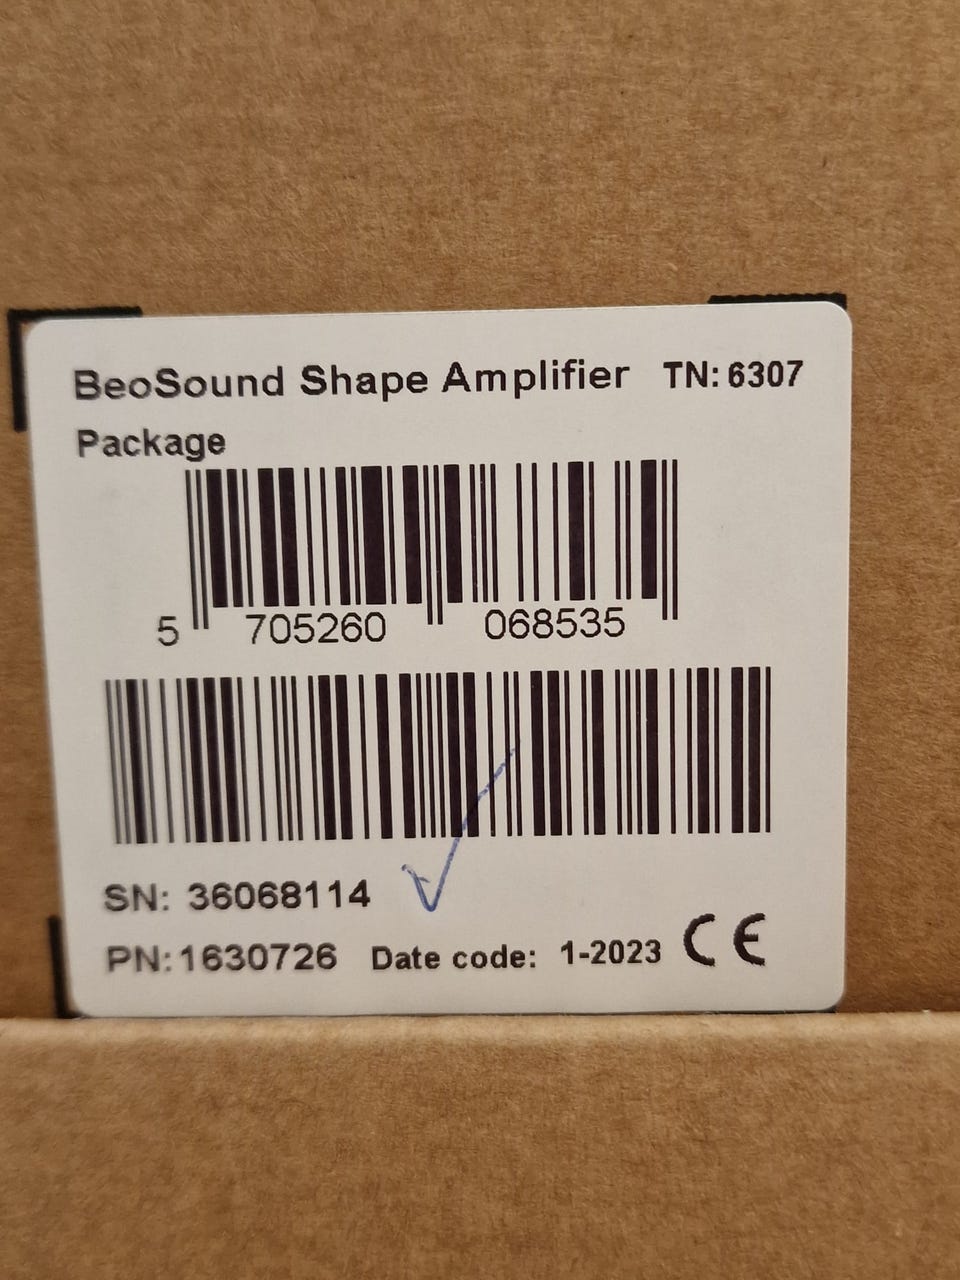 BeoSound Shape Amplifier TN: 6307
Package
5 705260 068535
SN: 36068114
PN:1630726 Date code: 1-2023 CE